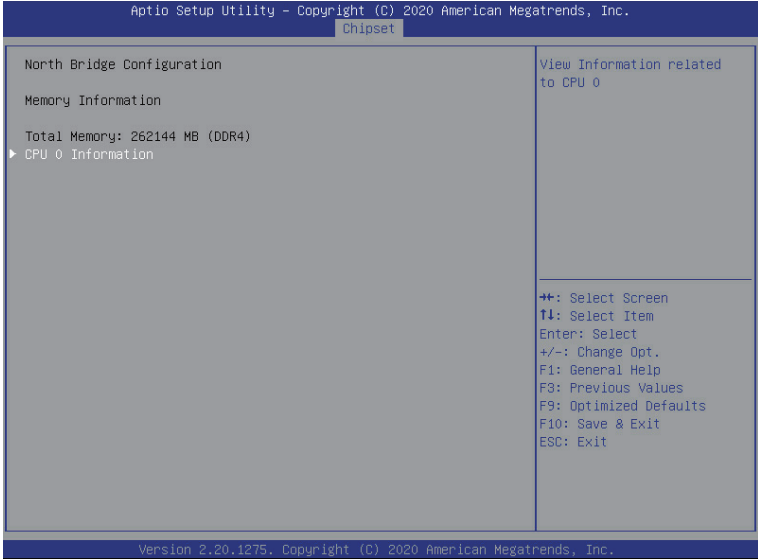 Aptio Setup Utility – Copyright (C) 2020 American Megatrends, Inc.
Chipset
North Bridge Configuration
Memory Information
Total Memory: 262144 MB (DDR4)
▶ CPU 0 Information
View Information related
to CPU 0
→←: Select Screen
↑↓: Select Item
Enter: Select
+/-: Change Opt.
F1: General Help
F3: Previous Values
F9: Optimized Defaults
F10: Save & Exit
ESC: Exit
Version 2.20.1275. Copyright (C) 2020 American Megatrends, Inc.